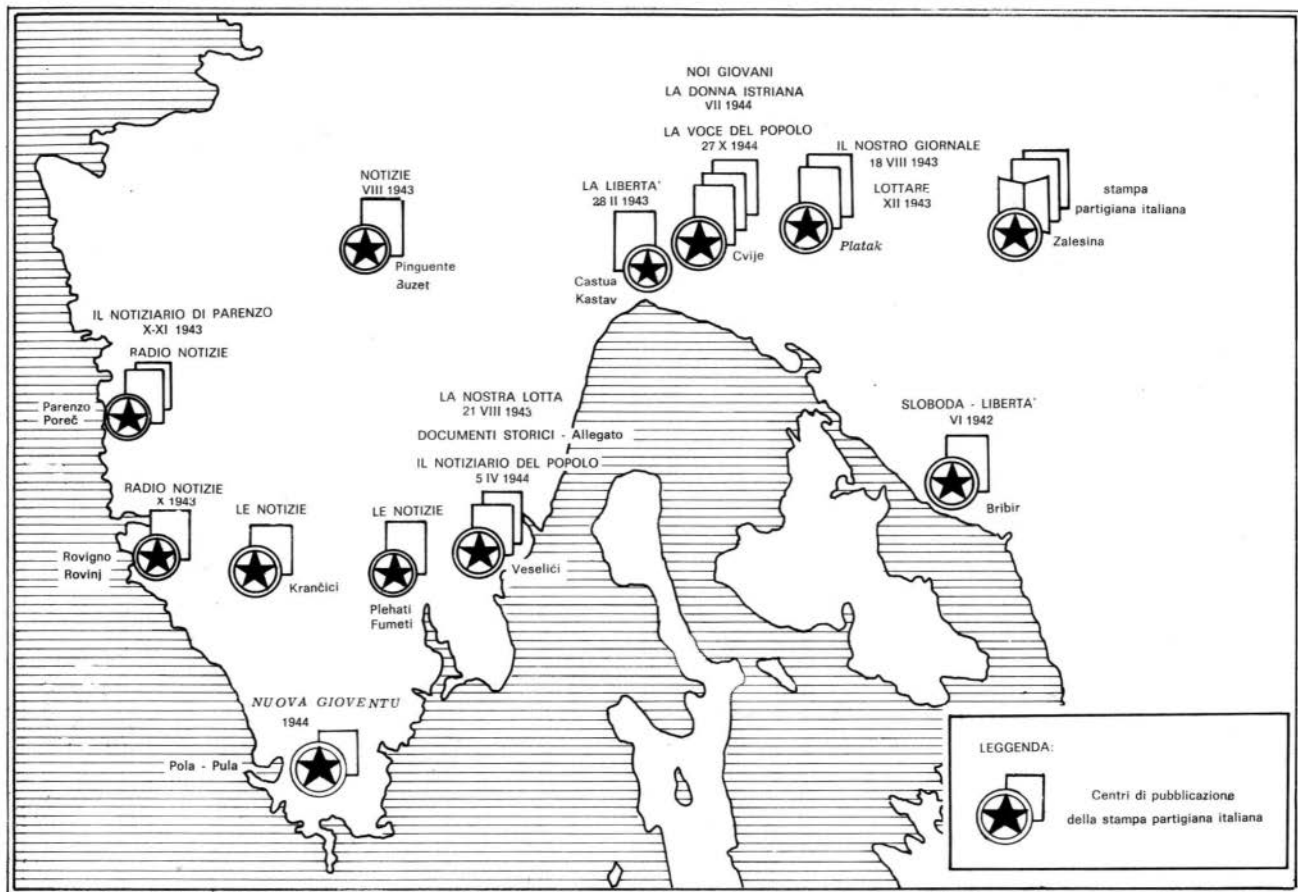 NOI GIOVANI
LA DONNA ISTRIANA
VII 1944
LA VOCE DEL POPOLO
27 X 1944
IL NOSTRO GIORNALE
18 VIII 1943
LOTTARE
XII 1943
Platak
stampa
partigiana italiana
Zalesina
NOTIZIE
VIII 1943
Pinguente
Buzet
LA LIBERTA'
28 II 1943
Castua
Kastav
Cvije
IL NOTIZIARIO DI PARENZO
X-XI 1943
RADIO NOTIZIE
Parenzo
Poreč
LA NOSTRA LOTTA
21 VIII 1943
DOCUMENTI STORICI - Allegato
IL NOTIZIARIO DEL POPOLO
5 IV 1944
Veselići
SLOBODA - LIBERTA'
VI 1942
Bribir
RADIO NOTIZIE
X 1943
Rovigno
Rovinj
LE NOTIZIE
Krančici
LE NOTIZIE
Plehati
Fumeti
NUOVA GIOVENTU
1944
Pola - Pula
LEGGENDA:
Centri di pubblicazione
della stampa partigiana italiana